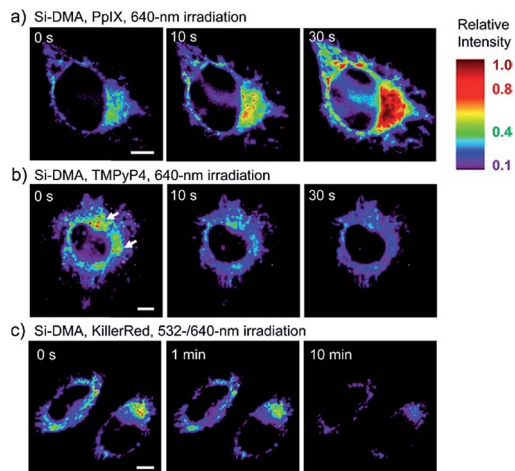 a) Si-DMA, PpIX, 640-nm irradiation
0 s
10 s
30 s
Relative
Intensity
1.0
0.8
0.4
0.1
b) Si-DMA, TMPyP4, 640-nm irradiation
0 s
10 s
30 s
c) Si-DMA, KillerRed, 532-/640-nm irradiation
0 s
1 min
10 min